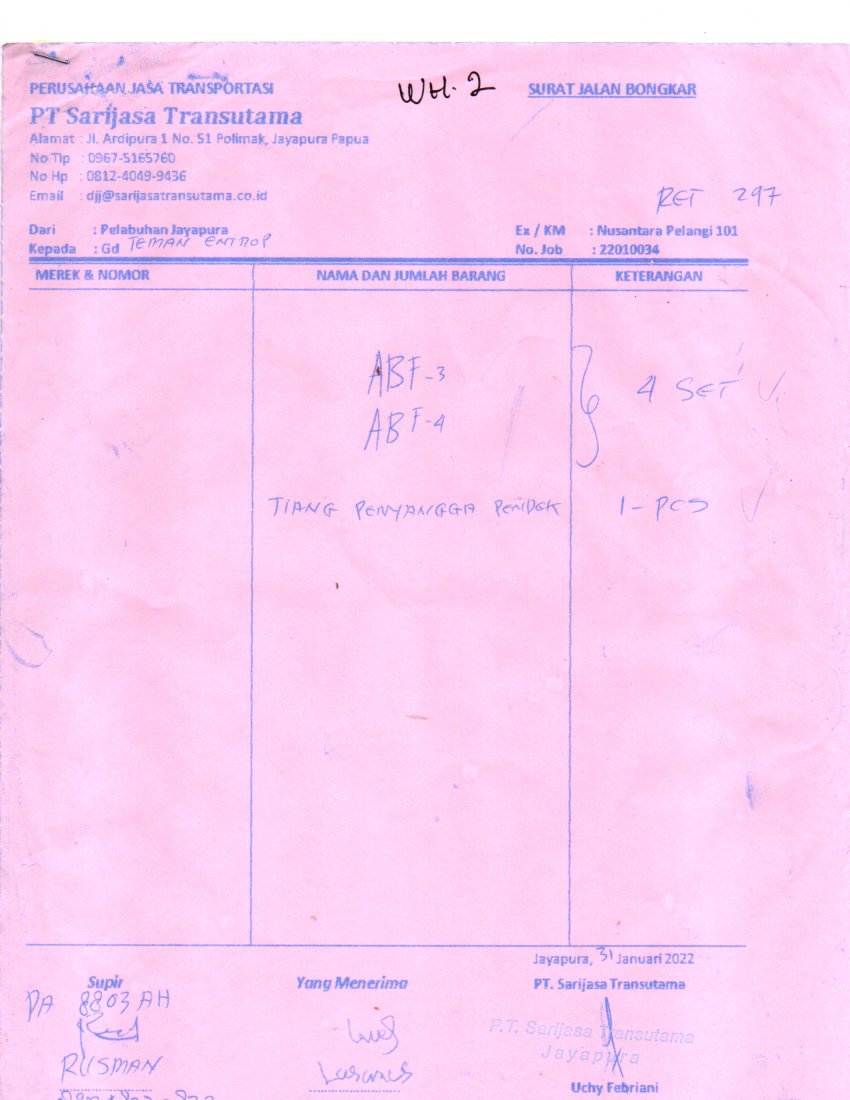 PERUSAHAAN JASA TRANSPORTASI
WH-2
SURAT JALAN BONGKAR
PT Sarijasa Transutama
Alamat : Jl. Ardipura 1 No. 51 Polimak, Jayapura Papua
No Tlp : 0967-5165760
No Hp : 0812-4049-9436
Email : djj@sarijasatransutama.co.id
RET 297
Dari : Pelabuhan Jayapura
Ex / KM : Nusantara Pelangi 101
Kepada : Gd TEMAN ENTROP
No. Job : 22010034
MEREK & NOMOR NAMA DAN JUMLAH BARANG KETERANGAN
ABF-3
4 SET
ABF-4
TIANG PENYANGGA PENDEK 1-PCS
Jayapura, 31 Januari 2022
Supir Yang Menerima PT. Sarijasa Transutama
PA 8803 AH
P.T. Sarijasa Transutama
Jayapura
RUSMAN
Uchy Febriani